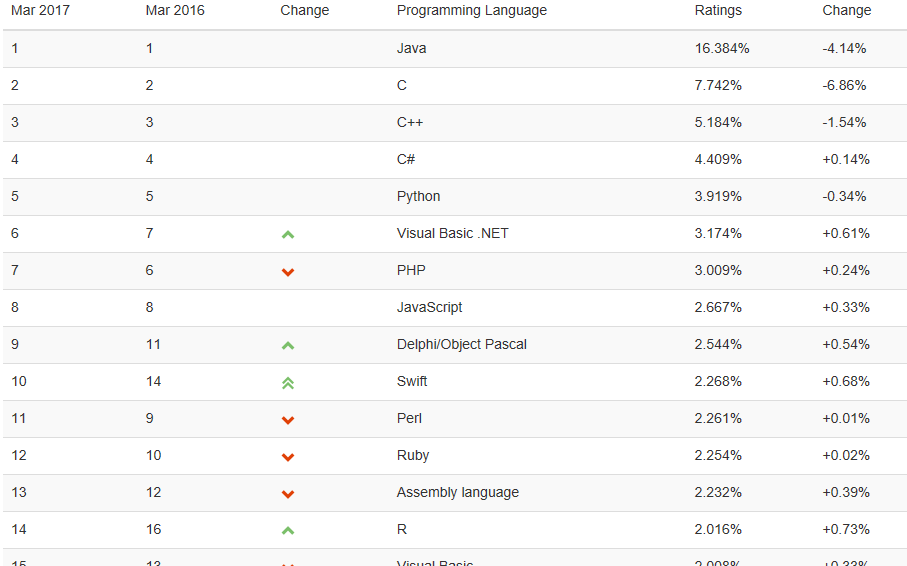 Mar 2017 Mar 2016 Change Programming Language Ratings Change
1 1 Java 16.384% -4.14%
2 2 C 7.742% -6.86%
3 3 C++ 5.184% -1.54%
4 4 C# 4.409% +0.14%
5 5 Python 3.919% -0.34%
6 7 Visual Basic .NET 3.174% +0.61%
7 6 PHP 3.009% +0.24%
8 8 JavaScript 2.667% +0.33%
9 11 Delphi/Object Pascal 2.544% +0.54%
10 14 Swift 2.268% +0.68%
11 9 Perl 2.261% +0.01%
12 10 Ruby 2.254% +0.02%
13 12 Assembly language 2.232% +0.39%
14 16 R 2.016% +0.73%
15 13 Visual Basic 2.008% +0.33%